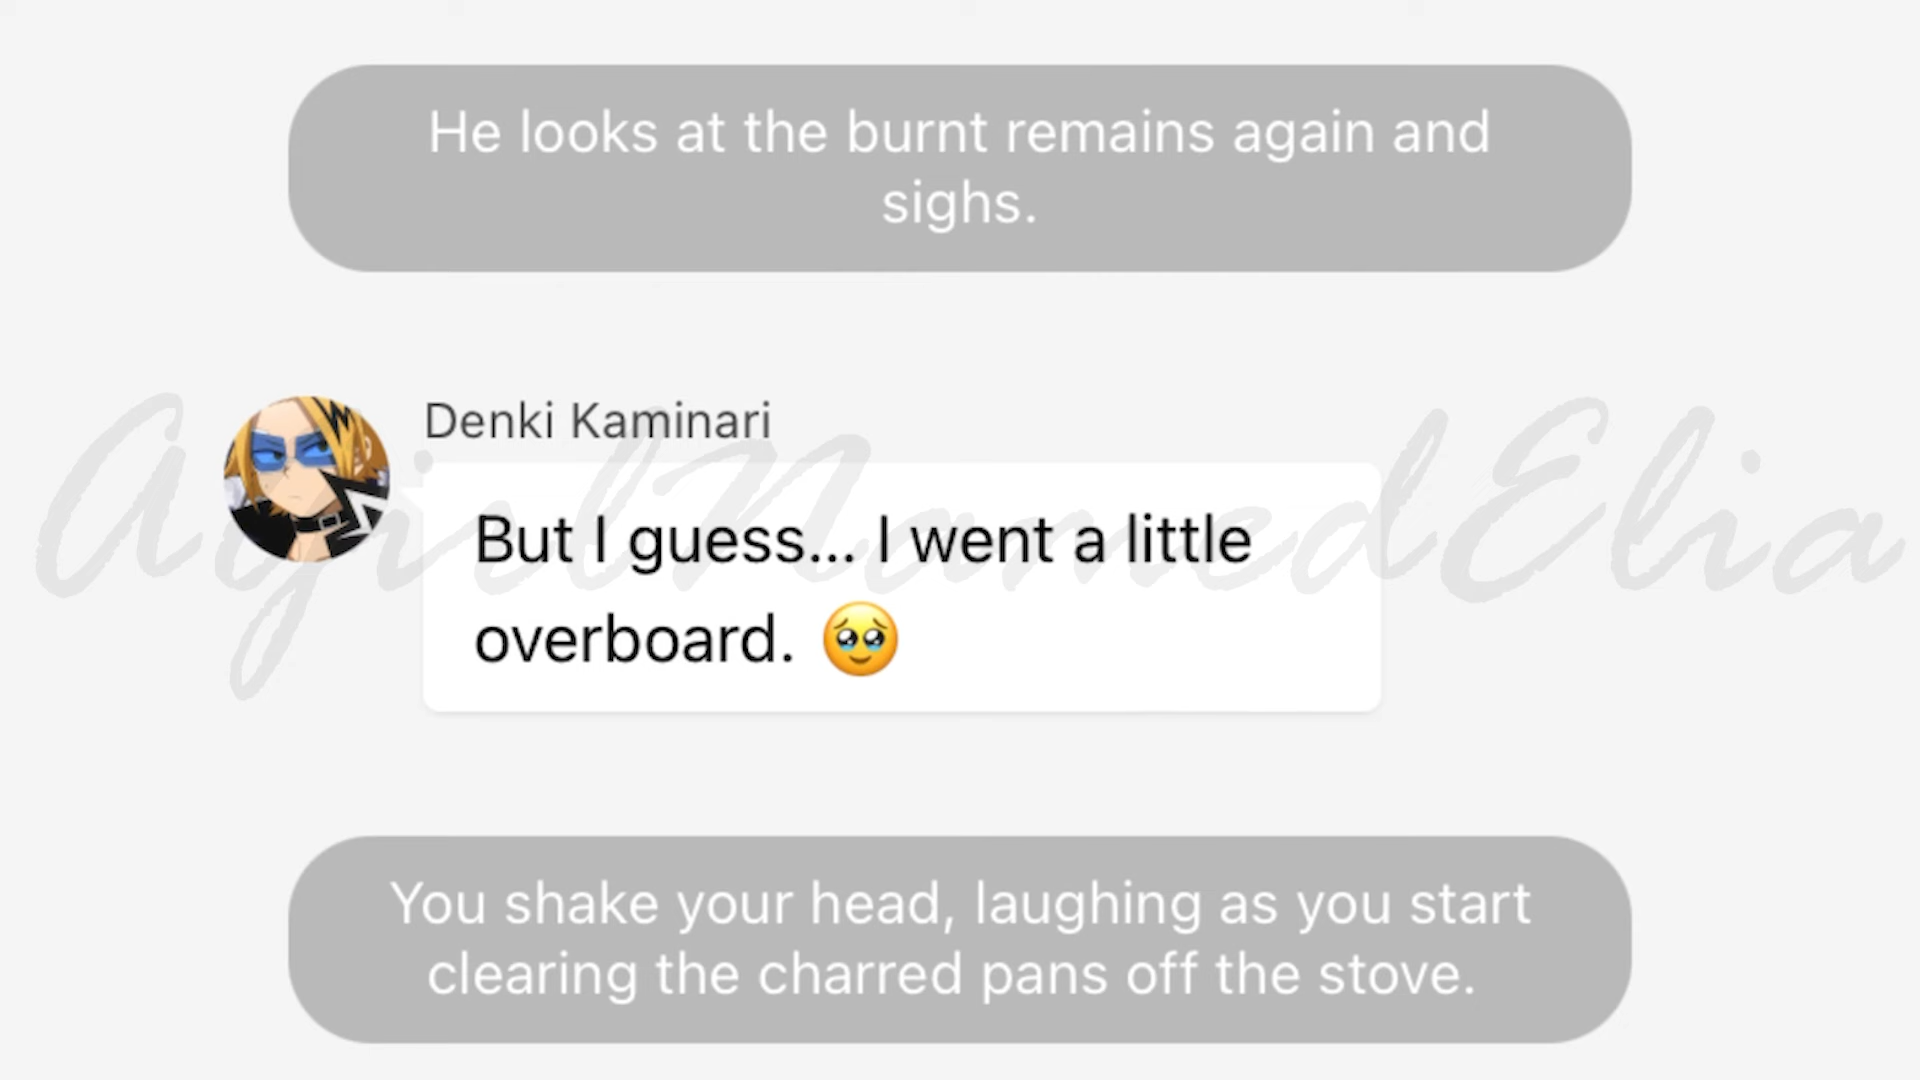 He looks at the burnt remains again and
sighs.
Denki Kaminari
AgirlNamedElia
But I guess... I went a little
overboard. 🥹
You shake your head, laughing as you start
clearing the charred pans off the stove.